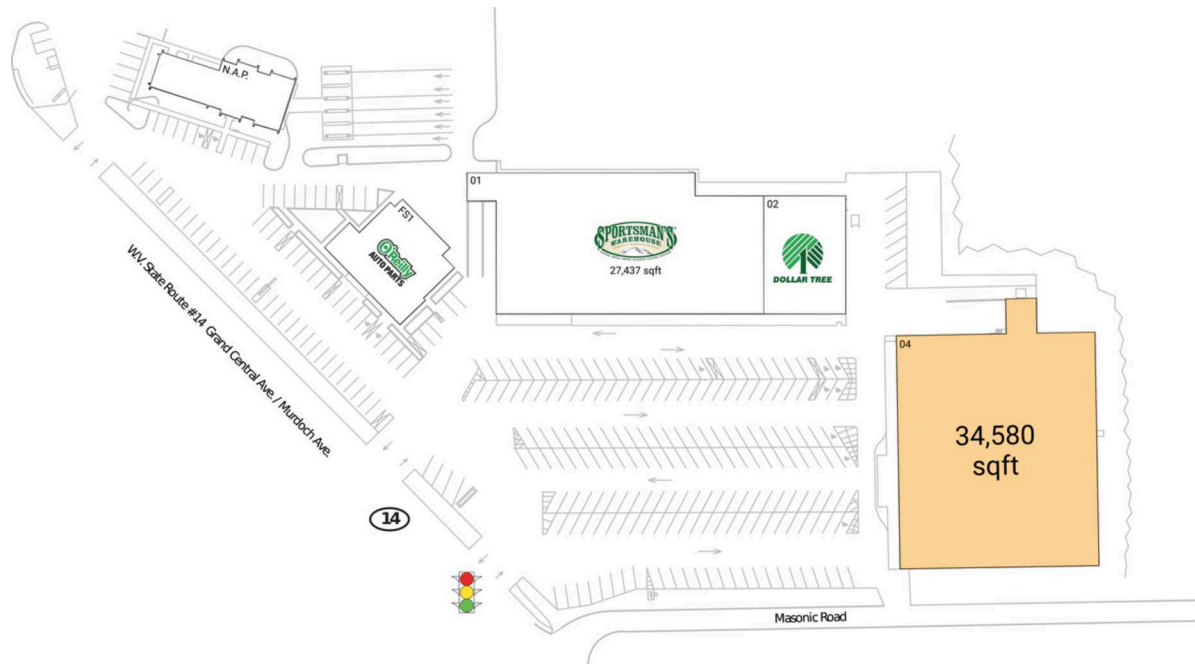 N.A.P.
01
02
FS1
O'Reilly
AUTO PARTS
SPORTSMAN'S
WAREHOUSE
27,437 sqft
DOLLAR TREE
W.V. State Route #14 Grand Central Ave. / Murdoch Ave.
04
34,580
sqft
14
Masonic Road